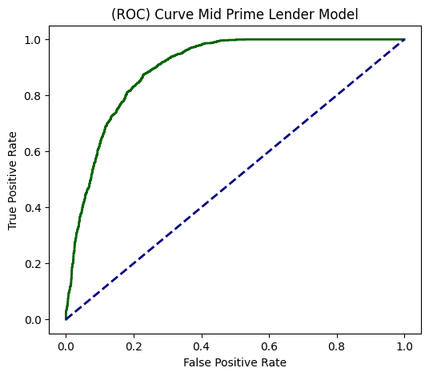 (ROC) Curve Mid Prime Lender Model
1.0
0.8
0.6
0.4
0.2
0.0
True Positive Rate
0.0 0.2 0.4 0.6 0.8 1.0
False Positive Rate